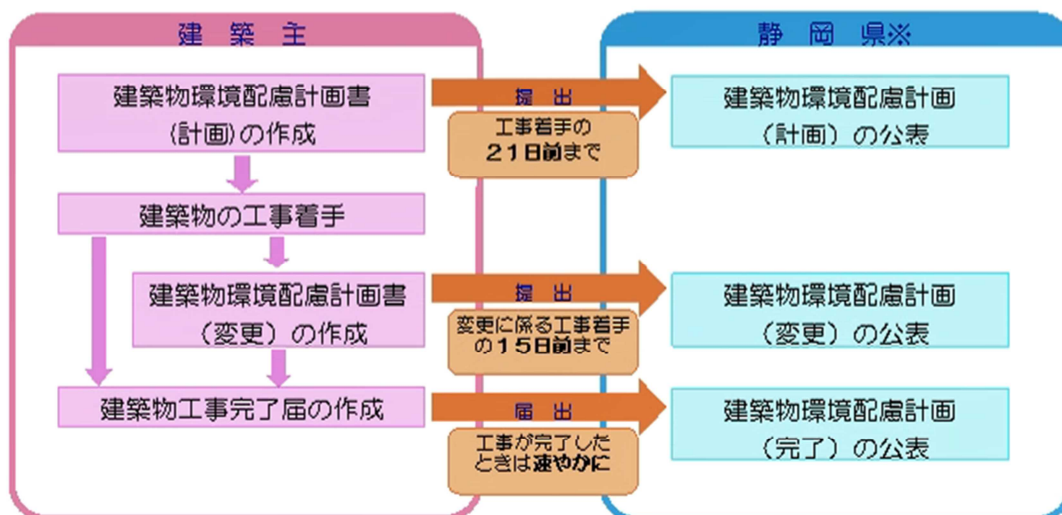 建 築 主
静 岡 県※
建築物環境配慮計画書
(計画)の作成
提 出
工事着手の
21日前まで
建築物環境配慮計画
（計画）の公表
建築物の工事着手
建築物環境配慮計画書
（変更）の作成
提 出
変更に係る工事着手
の15日前まで
建築物環境配慮計画
（変更）の公表
建築物工事完了届の作成
届 出
工事が完了した
ときは速やかに
建築物環境配慮計画
（完了）の公表